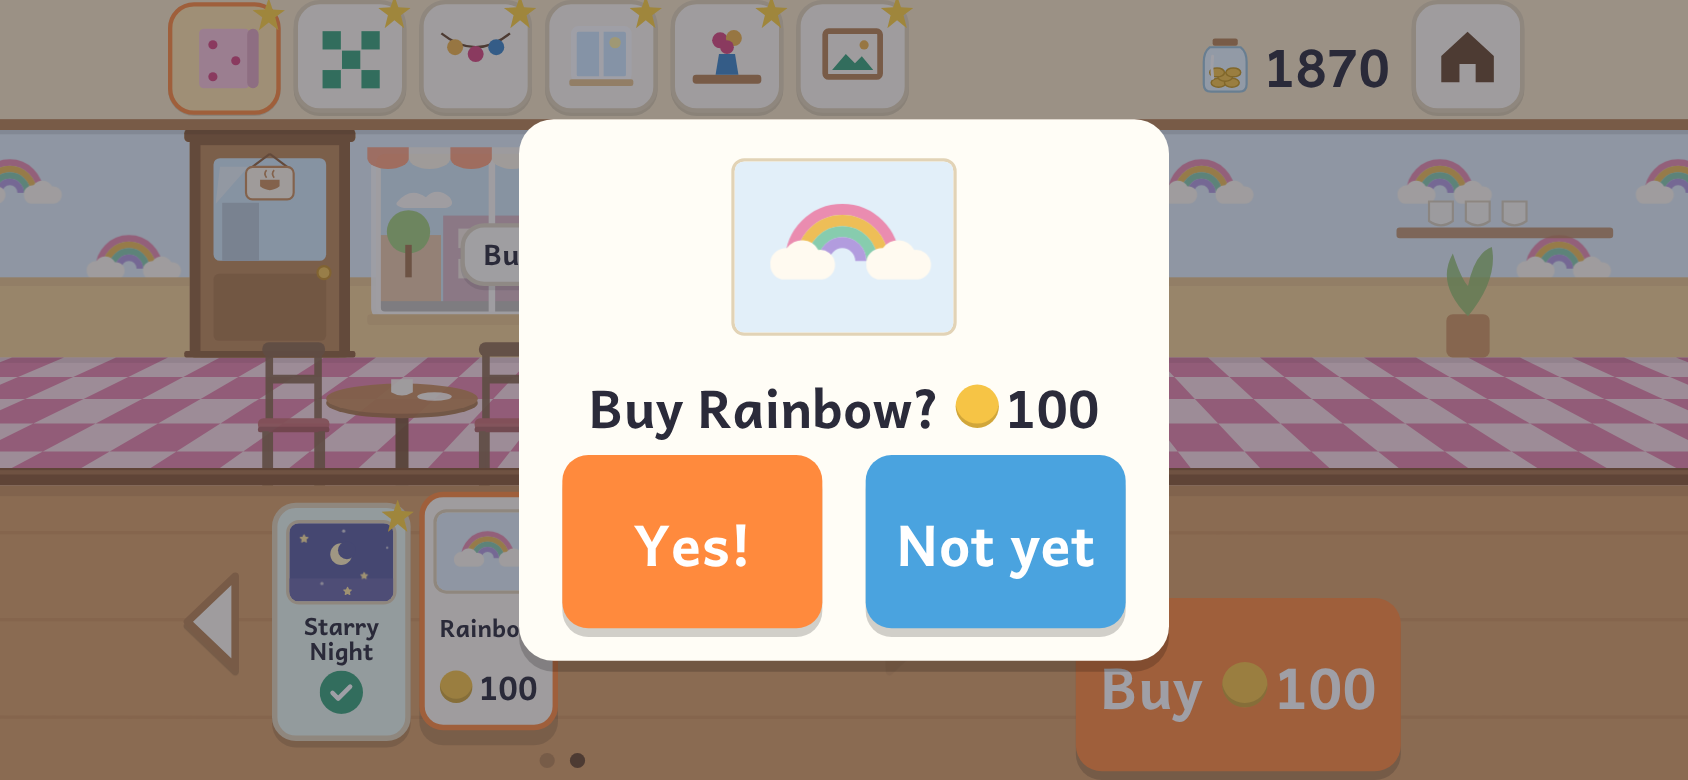 1870
Bu
Buy Rainbow? 100
Yes!
Not yet
Starry
Night
Rainbo
100
Buy 100